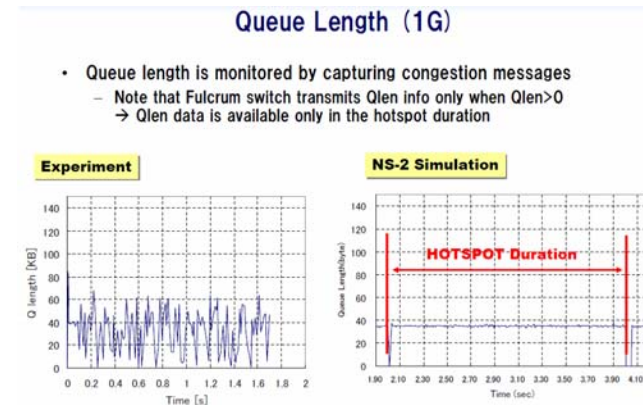 Queue Length (1G)
• Queue length is monitored by capturing congestion messages
– Note that Fulcrum switch transmits Qlen info only when Qlen>0
→ Qlen data is available only in the hotspot duration
Experiment
140
120
100
80
60
40
20
0
Q length [KB]
0 0.2 0.4 0.6 0.8 1 1.2 1.4 1.6 1.8 2
Time [s]
NS-2 Simulation
140
120
100
80
60
40
20
0
Queue Length(byte)
HOTSPOT Duration
1.90 2.10 2.30 2.50 2.70 2.90 3.10 3.30 3.50 3.70 3.90 4.10
Time (sec)